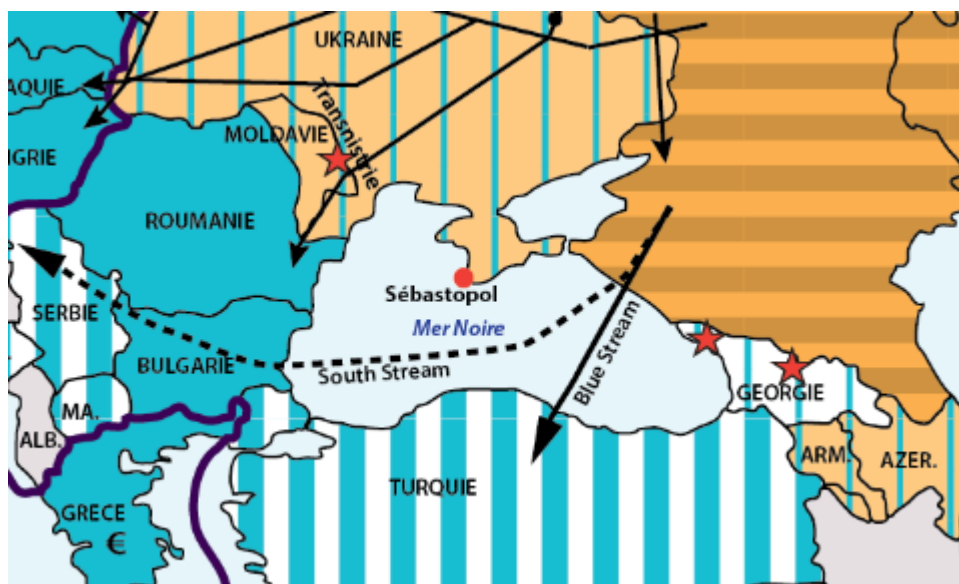 UKRAINE
AQUIE
MOLDAVIE
Transnistrie
NGRIE
ROUMANIE
Sébastopol
SERBIE
Mer Noire
Blue Stream
BULGARIE
South Stream
GEORGIE
MA.
ALB.
ARM.
AZER.
TURQUIE
GRECE
€